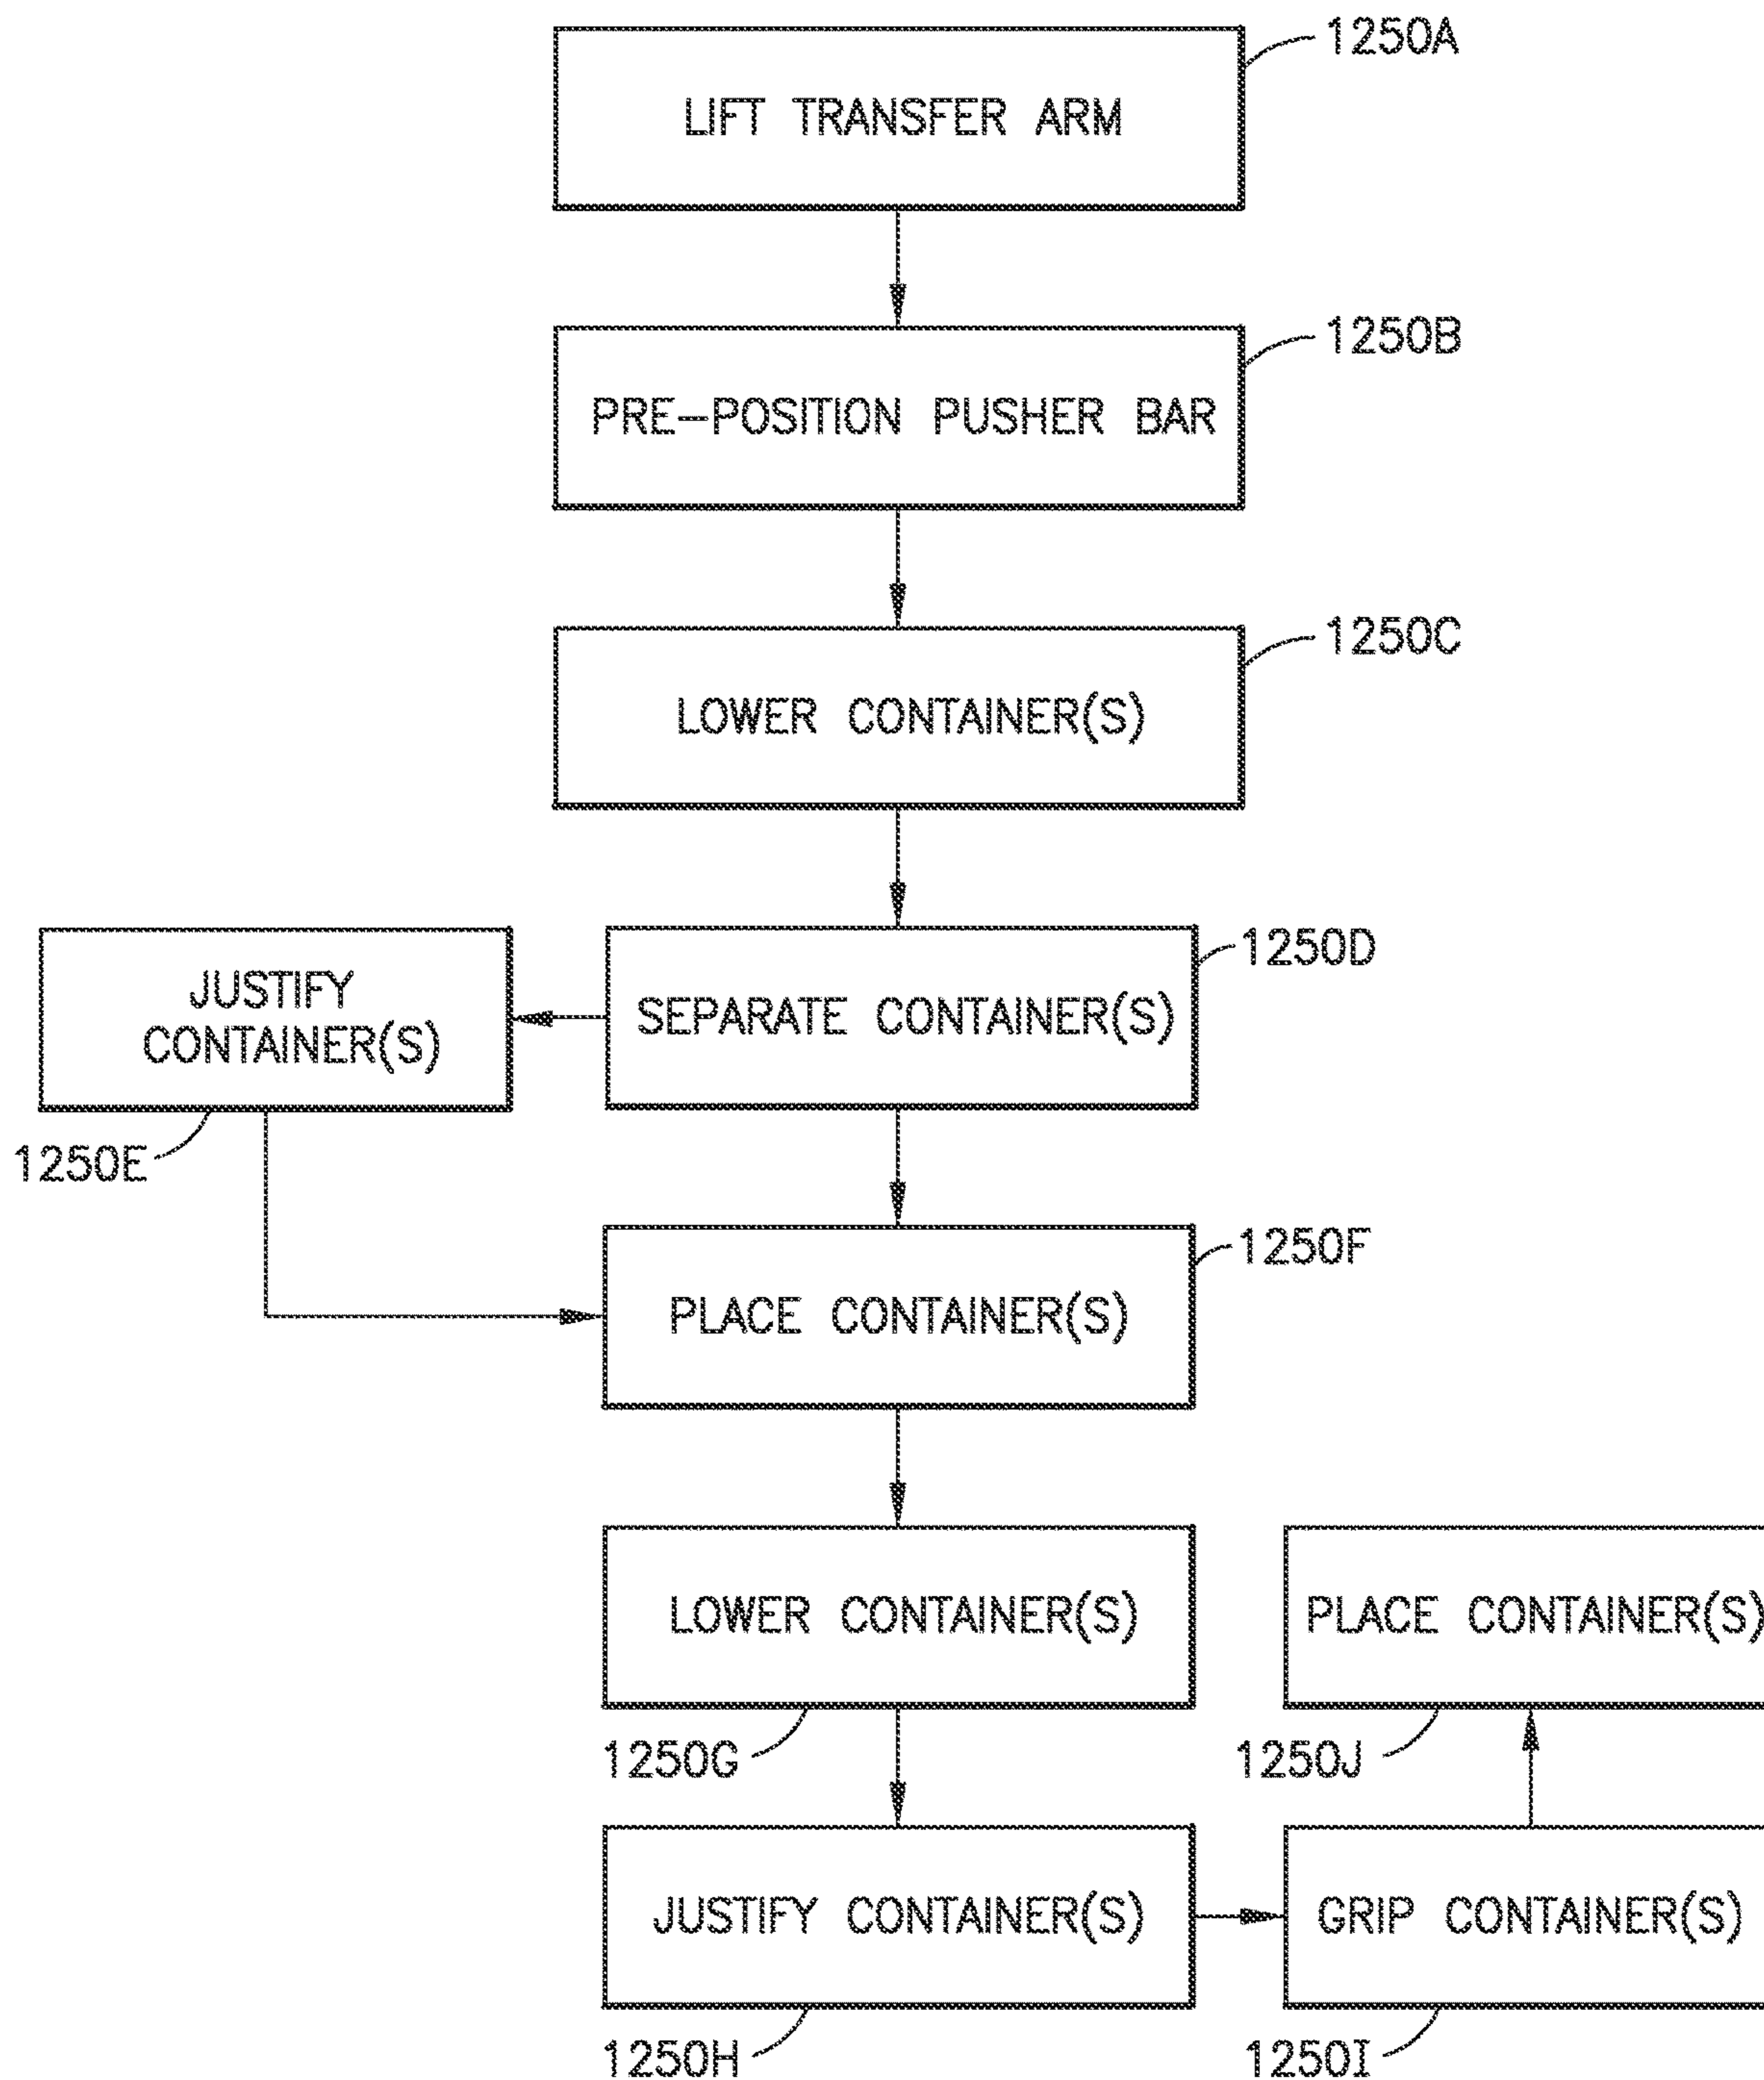 1250A
LIFT TRANSFER ARM
1250B
PRE-POSITION PUSHER BAR
1250C
LOWER CONTAINER(S)
1250D
JUSTIFY
CONTAINER(S)
SEPARATE CONTAINER(S)
1250E
1250F
PLACE CONTAINER(S)
LOWER CONTAINER(S)
PLACE CONTAINER(S)
1250G
1250J
JUSTIFY CONTAINER(S)
GRIP CONTAINER(S)
1250H
1250I